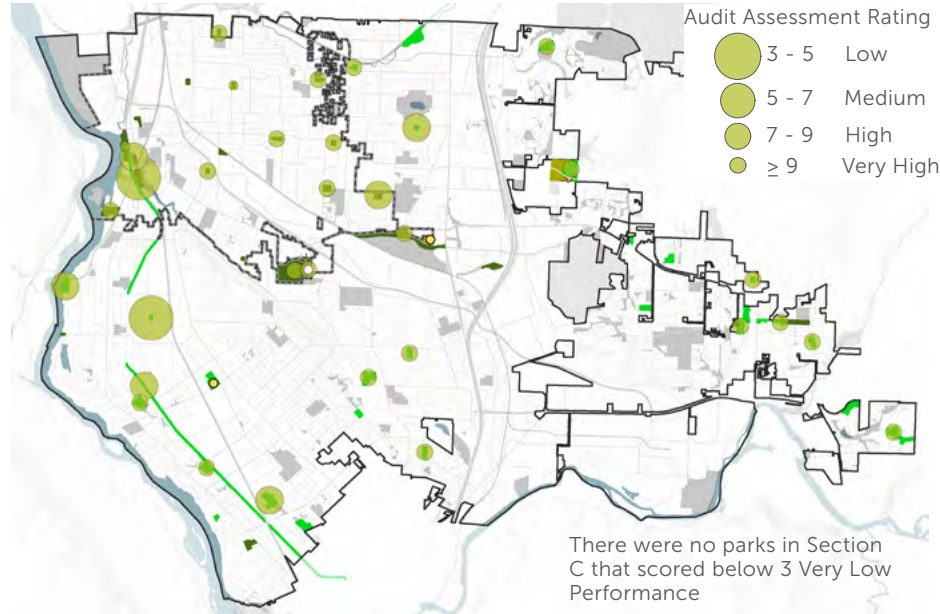 Audit Assessment Rating
3 - 5 Low
5 - 7 Medium
7 - 9 High
≥ 9 Very High
There were no parks in Section
C that scored below 3 Very Low
Performance